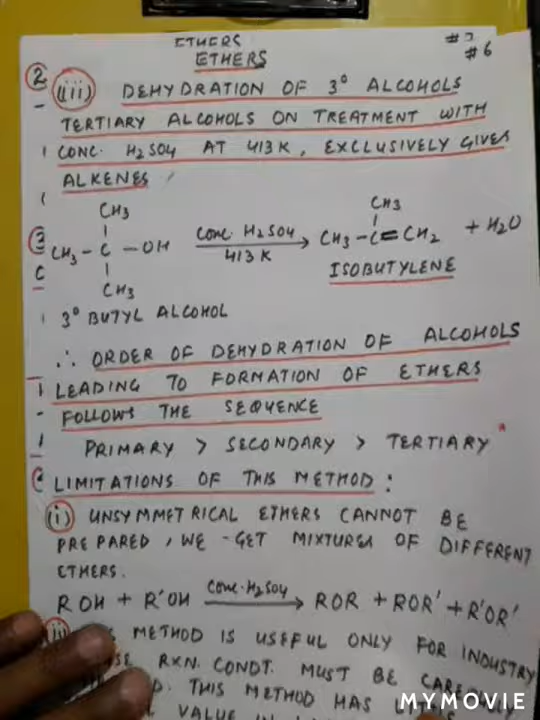 ETHERS
ETHERS
#6
2
(iii) DEHYDRATION OF 3° ALCOHOLS
TERTIARY ALCOHOLS ON TREATMENT WITH
CONC. H2SO4 AT 413K, EXCLUSIVELY GIVES
ALKENES
CH3
CH3 – C – OH
CH3
Conc. H2SO4
413K
CH3
CH3 – C = CH2 + H2O
ISOBUTYLENE
3° BUTYL ALCOHOL
∴ ORDER OF DEHYDRATION OF ALCOHOLS
LEADING TO FORMATION OF ETHERS
FOLLOWS THE SEQUENCE
PRIMARY > SECONDARY > TERTIARY
LIMITATIONS OF THIS METHOD :
(i) UNSYMMETRICAL ETHERS CANNOT BE
PREPARED, WE GET MIXTURES OF DIFFERENT
ETHERS.
ROH + R'OH Conc. H2SO4 → ROR + ROR' + R'OR'
METHOD IS USEFUL ONLY FOR INDUSTRY
RXN. CONDT. MUST BE
THIS METHOD HAS
VALUE
MYMOVIE